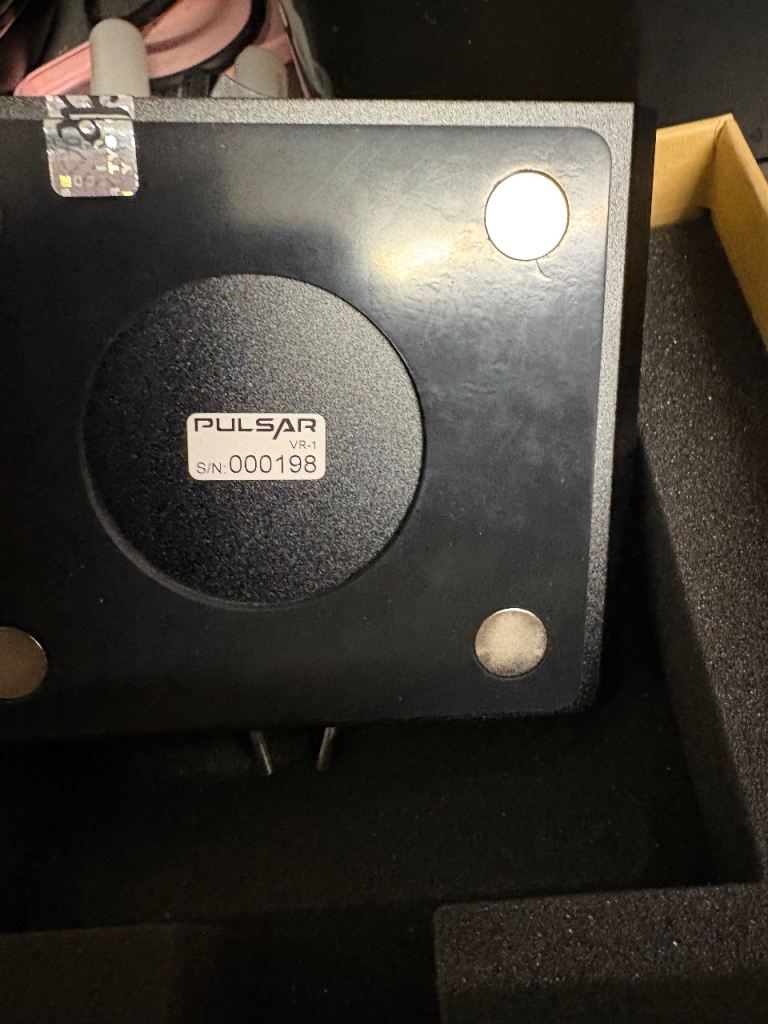 PULSAR
VR-1
S/N: 000198